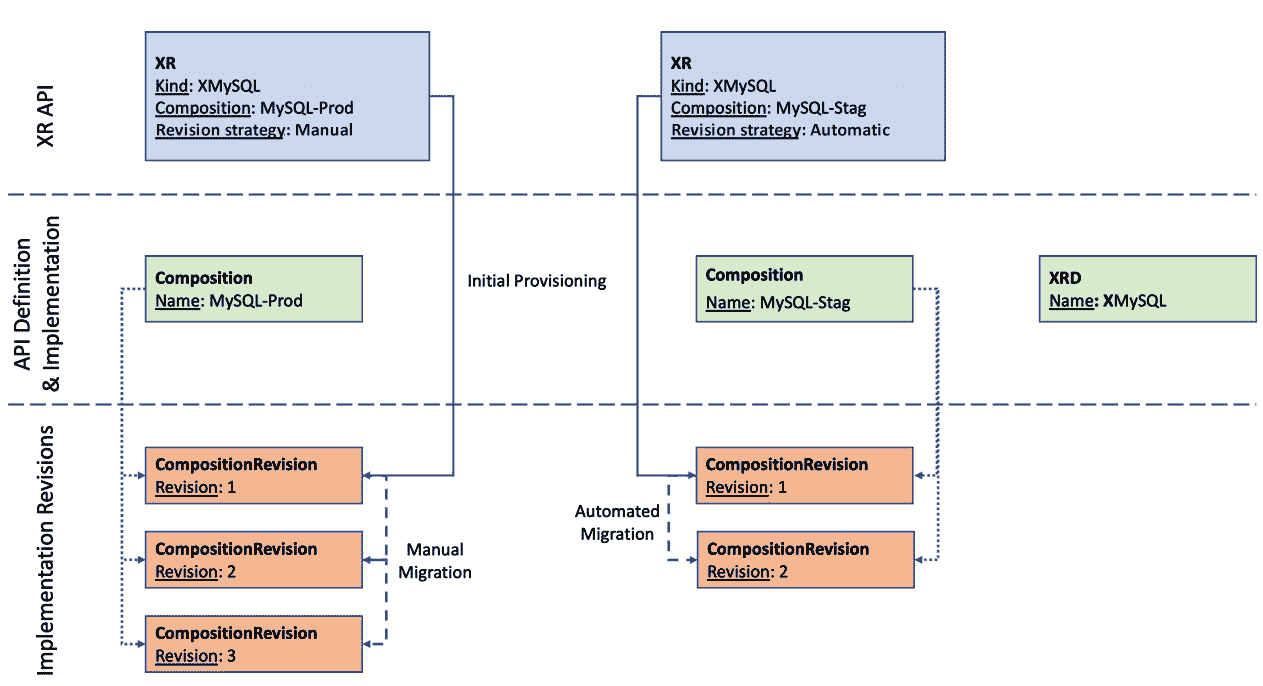 XR API
XR
Kind: XMySQL
Composition: MySQL-Prod
Revision strategy: Manual
XR
Kind: XMySQL
Composition: MySQL-Stag
Revision strategy: Automatic
API Definition
& Implementation
Composition
Name: MySQL-Prod
Initial Provisioning
Composition
Name: MySQL-Stag
XRD
Name: XMySQL
Implementation Revisions
CompositionRevision
Revision: 1
CompositionRevision
Revision: 2
CompositionRevision
Revision: 3
Manual
Migration
Automated
Migration
CompositionRevision
Revision: 1
CompositionRevision
Revision: 2